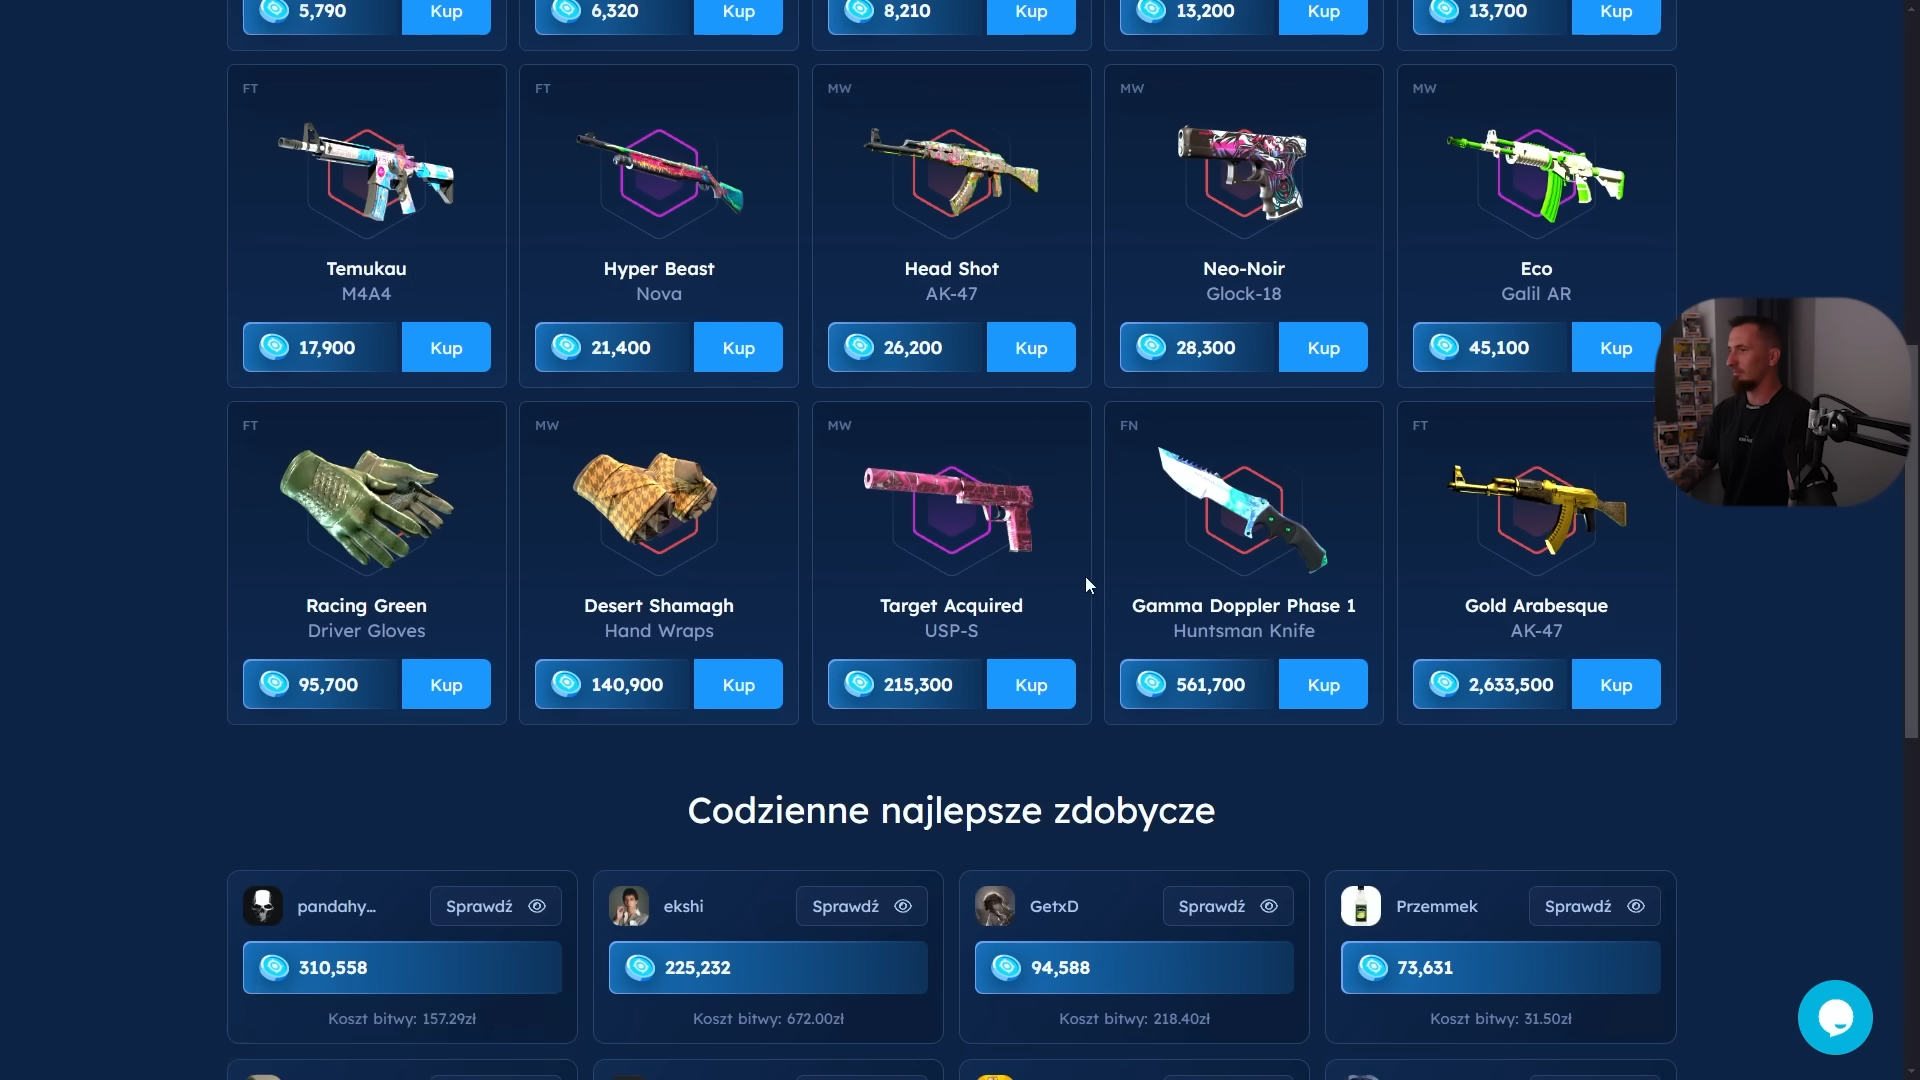 5,790 Kup
6,320 Kup
8,210 Kup
13,200 Kup
13,700 Kup
FT
Temukau
M4A4
17,900 Kup
FT
Hyper Beast
Nova
21,400 Kup
MW
Head Shot
AK-47
26,200 Kup
MW
Neo-Noir
Glock-18
28,300 Kup
MW
Eco
Galil AR
45,100 Kup
FT
Racing Green
Driver Gloves
95,700 Kup
MW
Desert Shamagh
Hand Wraps
140,900 Kup
MW
Target Acquired
USP-S
215,300 Kup
FN
Gamma Doppler Phase 1
Huntsman Knife
561,700 Kup
FT
Gold Arabesque
AK-47
2,633,500 Kup
Codzienne najlepsze zdobycze
pandahy... Sprawdź
310,558
Koszt bitwy: 157.29zł
ekshi Sprawdź
225,232
Koszt bitwy: 672.00zł
GetxD Sprawdź
94,588
Koszt bitwy: 218.40zł
Przemmek Sprawdź
73,631
Koszt bitwy: 31.50zł